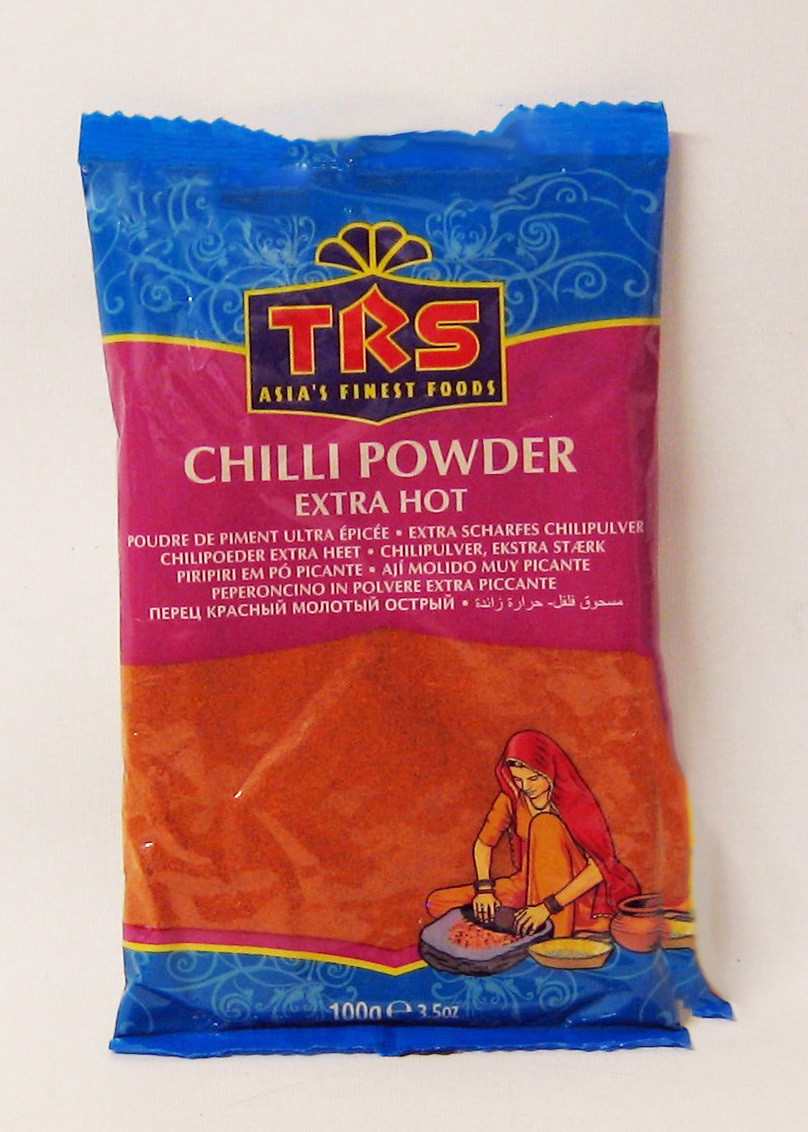 TRS
ASIA'S FINEST FOODS
CHILLI POWDER
EXTRA HOT
POUDRE DE PIMENT ULTRA ÉPICÉE • EXTRA SCHARFES CHILIPULVER
CHILIPOEDER EXTRA HEET • CHILIPULVER, EKSTRA STÆRK
PIRIPIRI EM PÓ PICANTE • AJÍ MOLIDO MUY PICANTE
PEPERONCINO IN POLVERE EXTRA PICCANTE
ПЕРЕЦ КРАСНЫЙ МОЛОТЫЙ ОСТРЫЙ • مسحوق فلفل- حرارة زائدة
100g ℮ 3.5oz